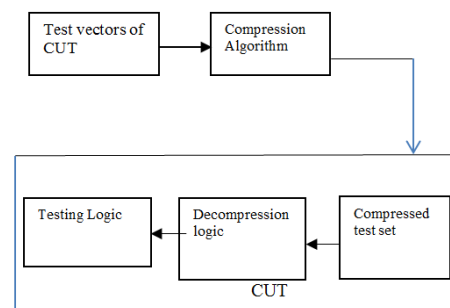 Test vectors of
CUT
Compression
Algorithm
Testing Logic
Decompression
logic
Compressed
test set
CUT